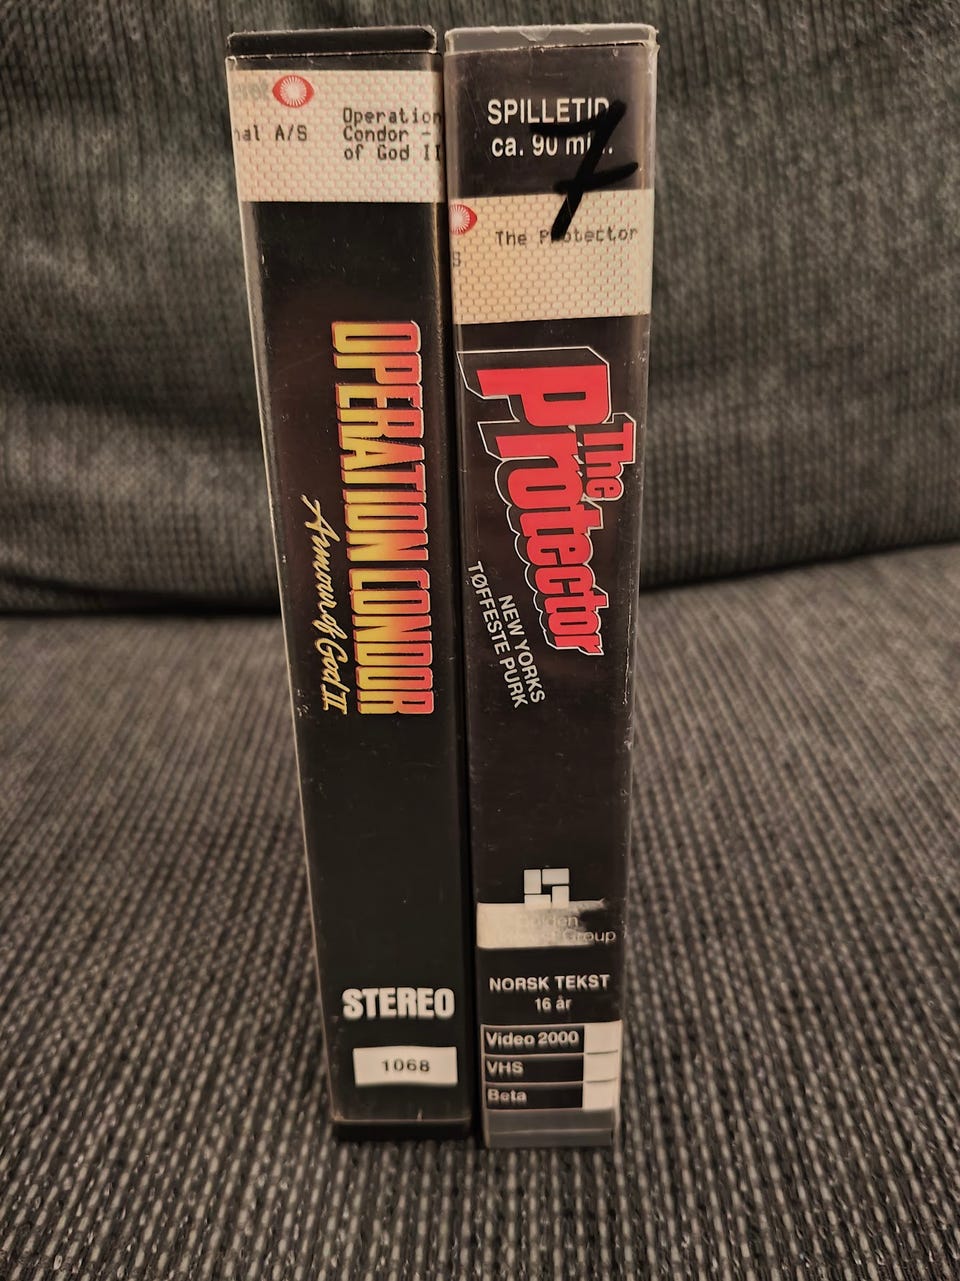 nal A/S
Operation
Condor -
of God II
OPERATION CONDOR
Armour of God II
STEREO
1068
SPILLETID
ca. 90 min.
7
The Protector
S
The
Protector
NEW YORKS
TØFFESTE PURK
Golden
Group
NORSK TEKST
16 år
Video 2000
VHS
Beta